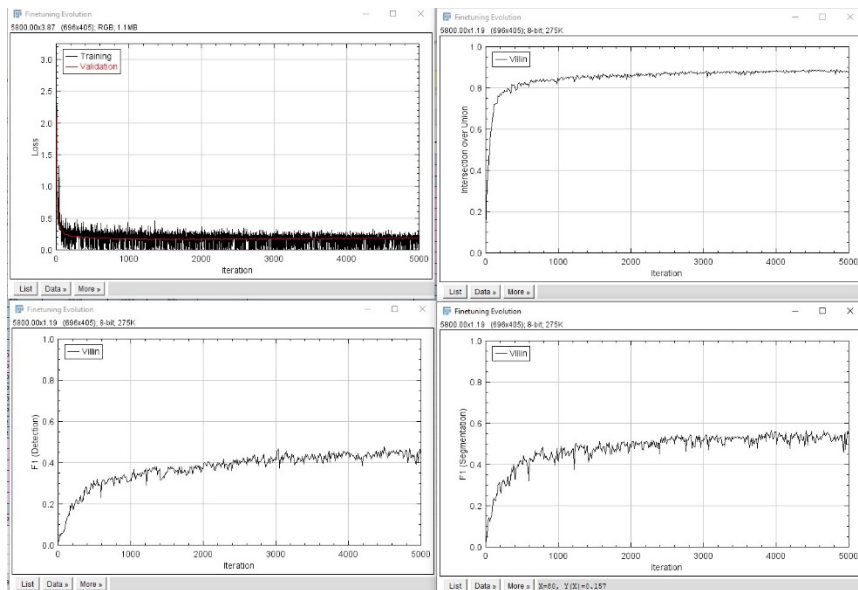 Finetuning Evolution
5800.00x3.87 (696x405); RGB; 1.1MB
Training
Validation
3.0
2.5
2.0
1.5
1.0
0.5
0.0
Loss
0
1000
2000
3000
4000
5000
Iteration
List
Data »
More »
Finetuning Evolution
5800.00x1.19 (696x405); 8-bit; 275K
Villin
1.0
0.8
0.6
0.4
0.2
0.0
Intersection over Union
0
1000
2000
3000
4000
5000
Iteration
List
Data »
More »
Finetuning Evolution
5800.00x1.19 (696x405); 8-bit; 275K
Villin
1.0
0.8
0.6
0.4
0.2
0.0
F1 (Detection)
0
1000
2000
3000
4000
5000
Iteration
List
Data »
More »
Finetuning Evolution
5800.00x1.19 (696x405); 8-bit; 275K
Villin
1.0
0.8
0.6
0.4
0.2
0.0
F1 (Segmentation)
0
1000
2000
3000
4000
5000
Iteration
List
Data »
More »
X=60, Y(X)=0.157